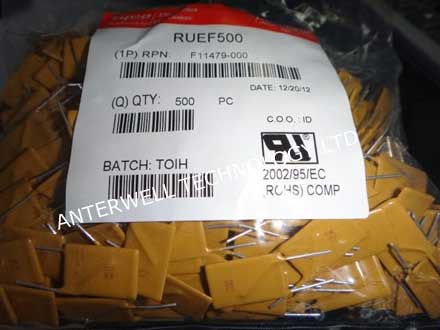 RUEF500
(1P) RPN: F11479-000
DATE: 12/20/12
(Q) QTY: 500 PC
C.O.O. : ID
BATCH: TOIH
2002/95/EC
(ROHS) COMP
ANTERWELL TECHNOLOGY LTD